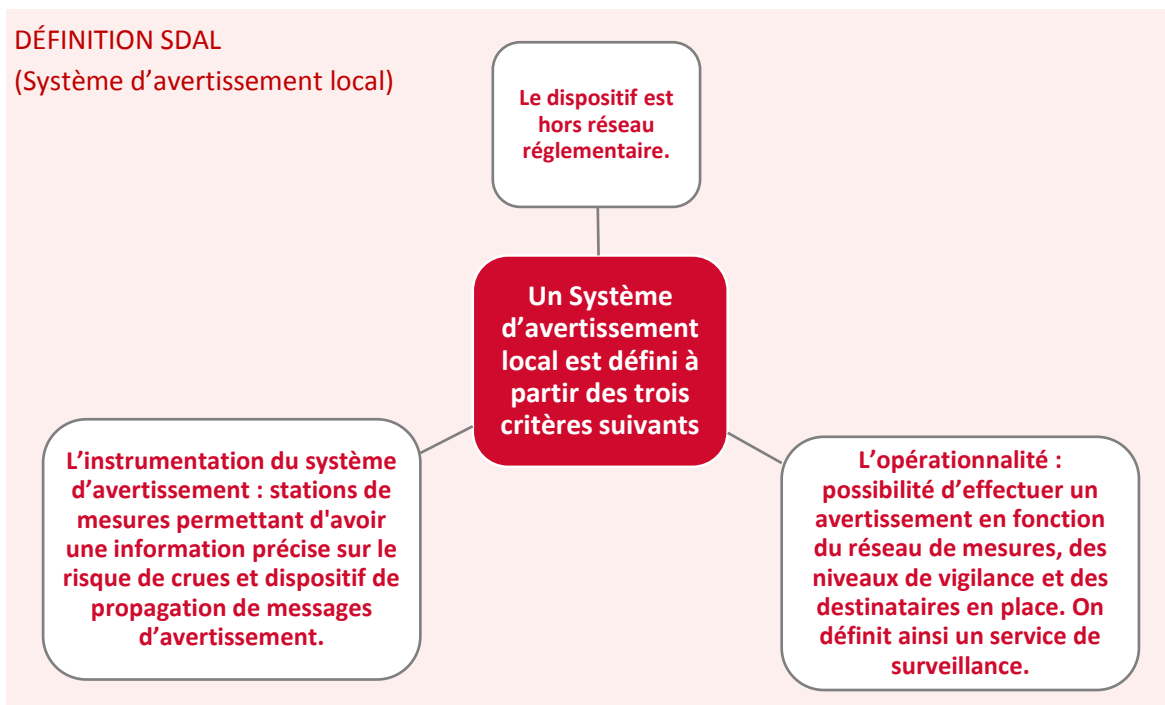 DÉFINITION SDAL
(Système d’avertissement local)
Le dispositif est
hors réseau
réglementaire.
Un Système
d’avertissement
local est défini à
partir des trois
critères suivants
L’instrumentation du système
d’avertissement : stations de
mesures permettant d'avoir
une information précise sur le
risque de crues et dispositif de
propagation de messages
d’avertissement.
L’opérationnalité :
possibilité d’effectuer un
avertissement en fonction
du réseau de mesures, des
niveaux de vigilance et des
destinataires en place. On
définit ainsi un service de
surveillance.